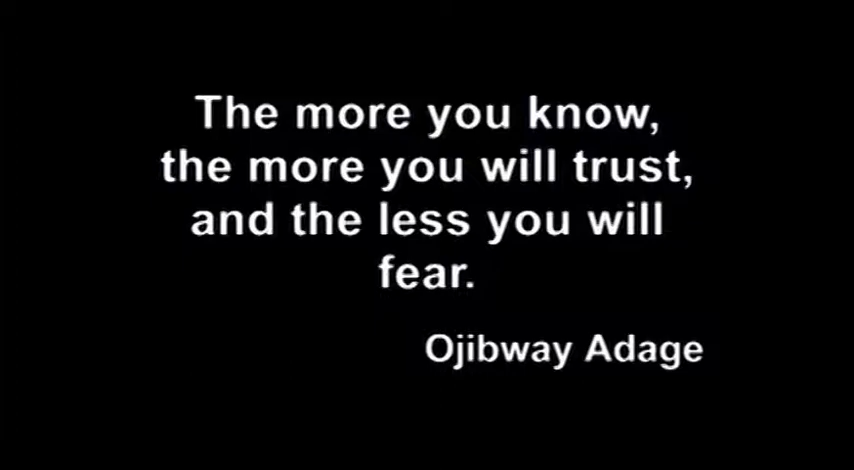 The more you know,
the more you will trust,
and the less you will
fear.
Ojibway Adage